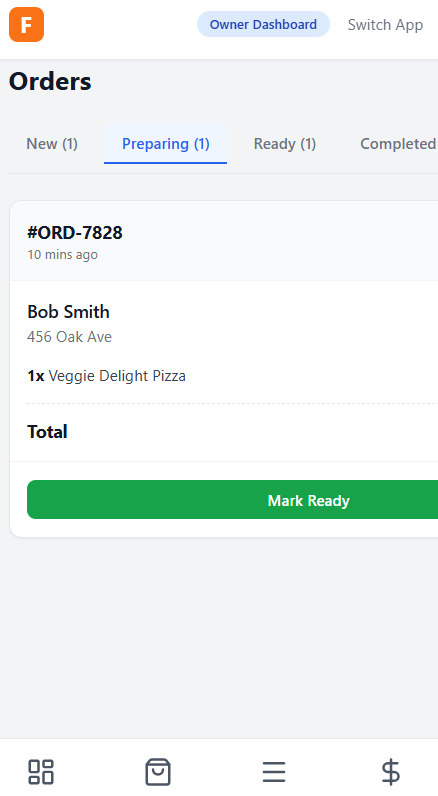 F
Owner Dashboard
Switch App
Orders
New (1)
Preparing (1)
Ready (1)
Completed
#ORD-7828
10 mins ago
Bob Smith
456 Oak Ave
1x Veggie Delight Pizza
Total
Mark Ready